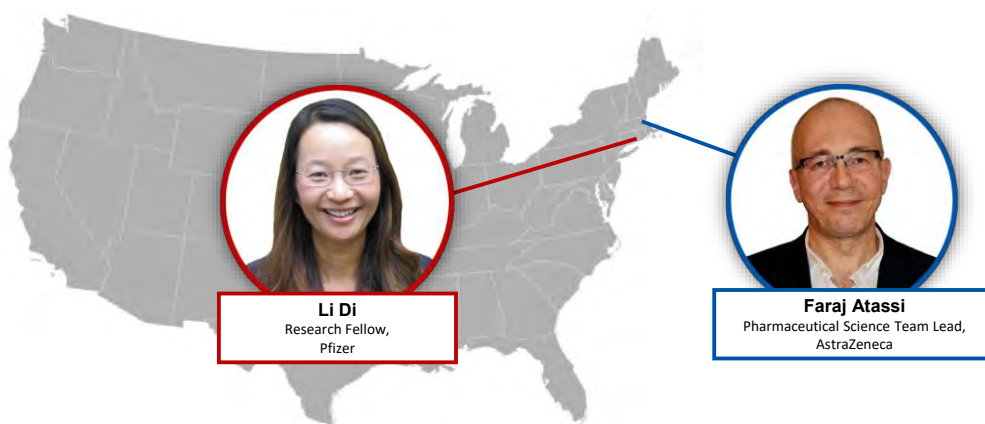 Li Di
Research Fellow,
Pfizer
Faraj Atassi
Pharmaceutical Science Team Lead,
AstraZeneca